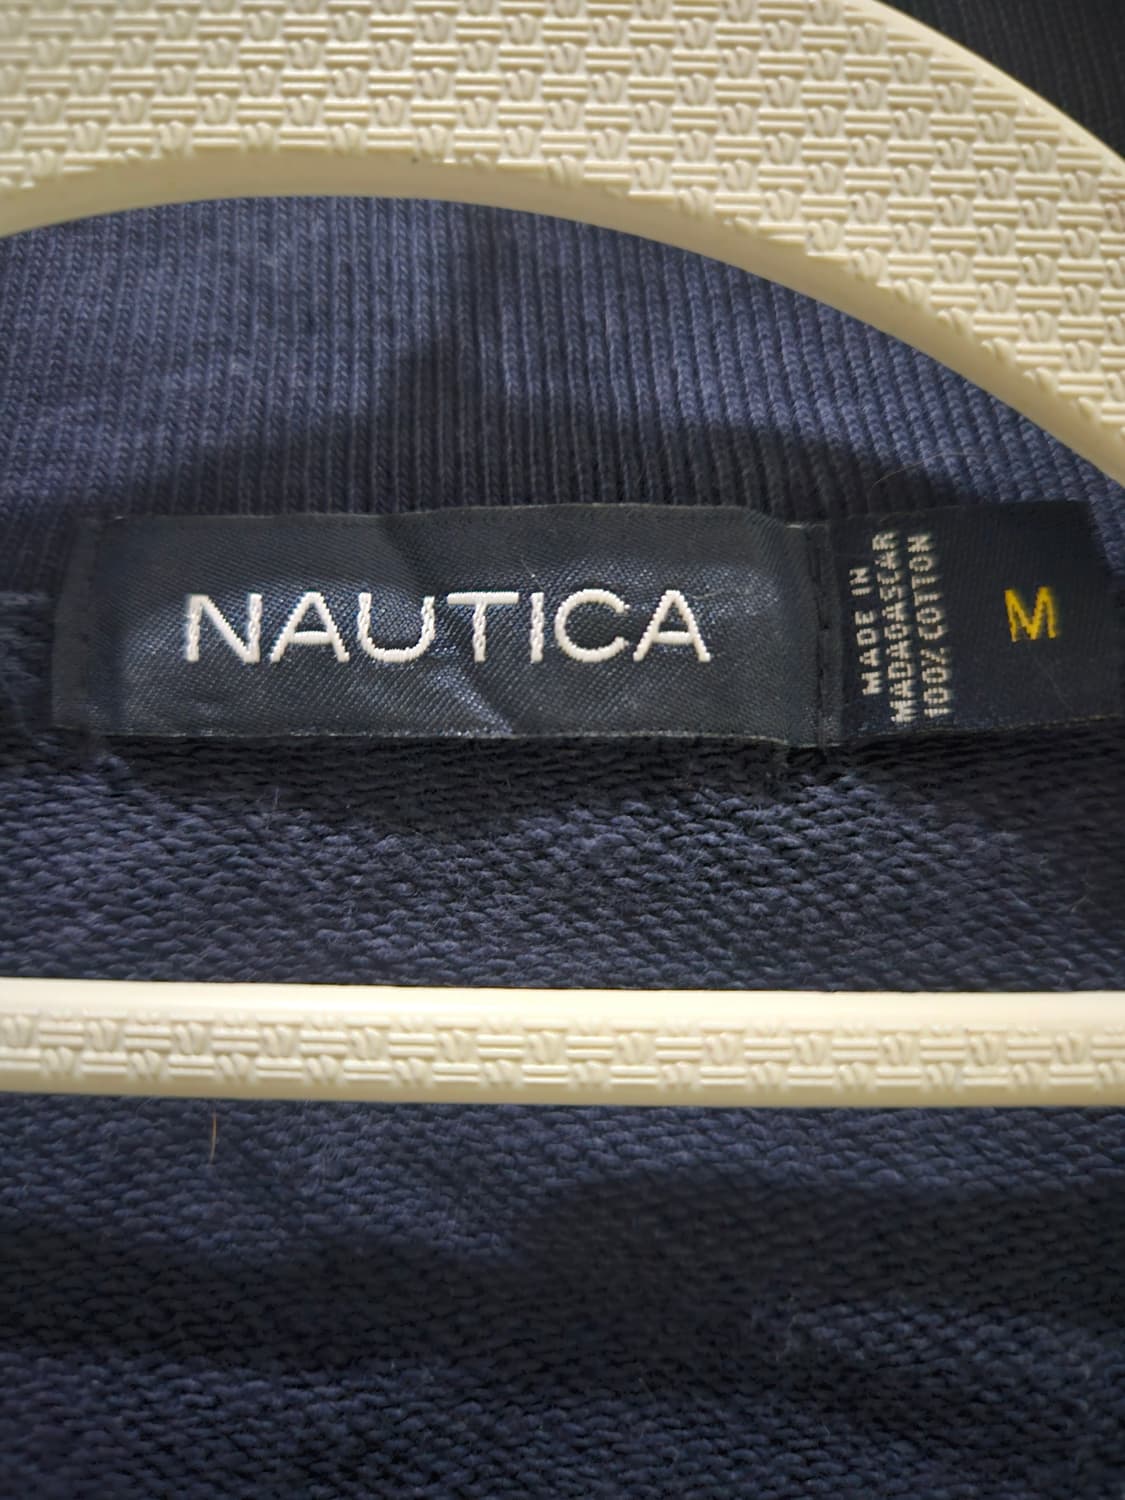 NAUTICA
MADE IN
MADAGASCAR
100% COTTON
M